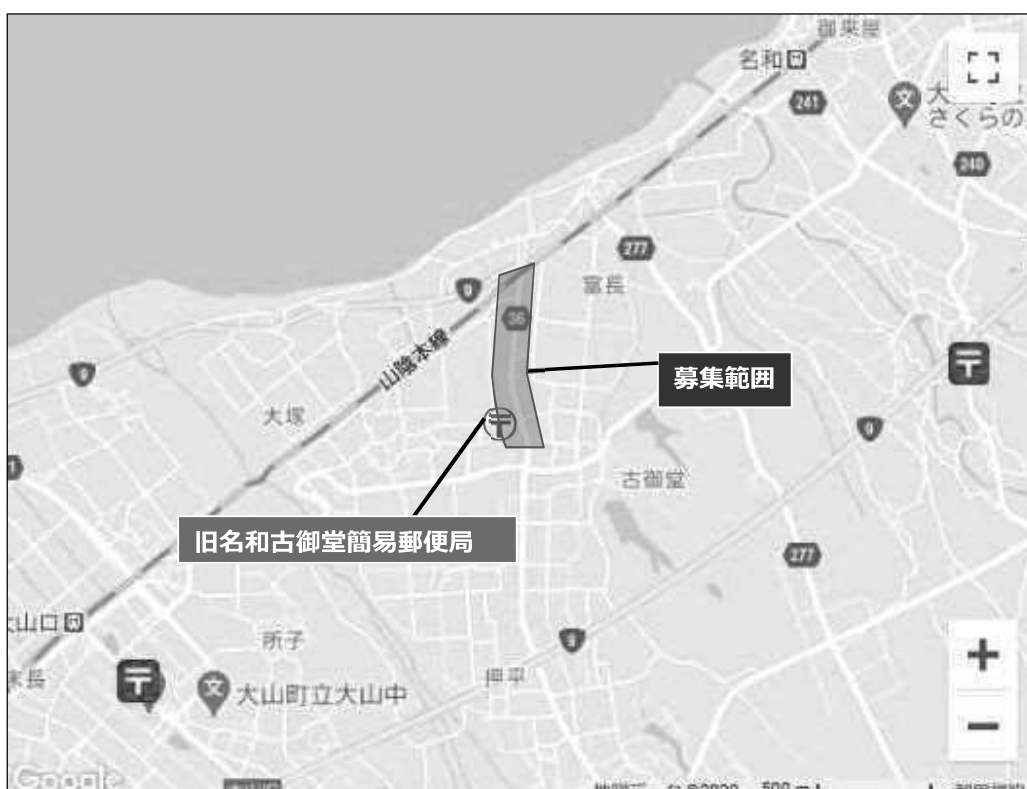 御来屋
名和
241
大
さくらの
240
277
富長
9
36
山陰本線
9
募集範囲
大塚
9
古御堂
旧名和古御堂簡易郵便局
277
大山口
所子
9
末長
押平
大山町立大山中
Google
500 m